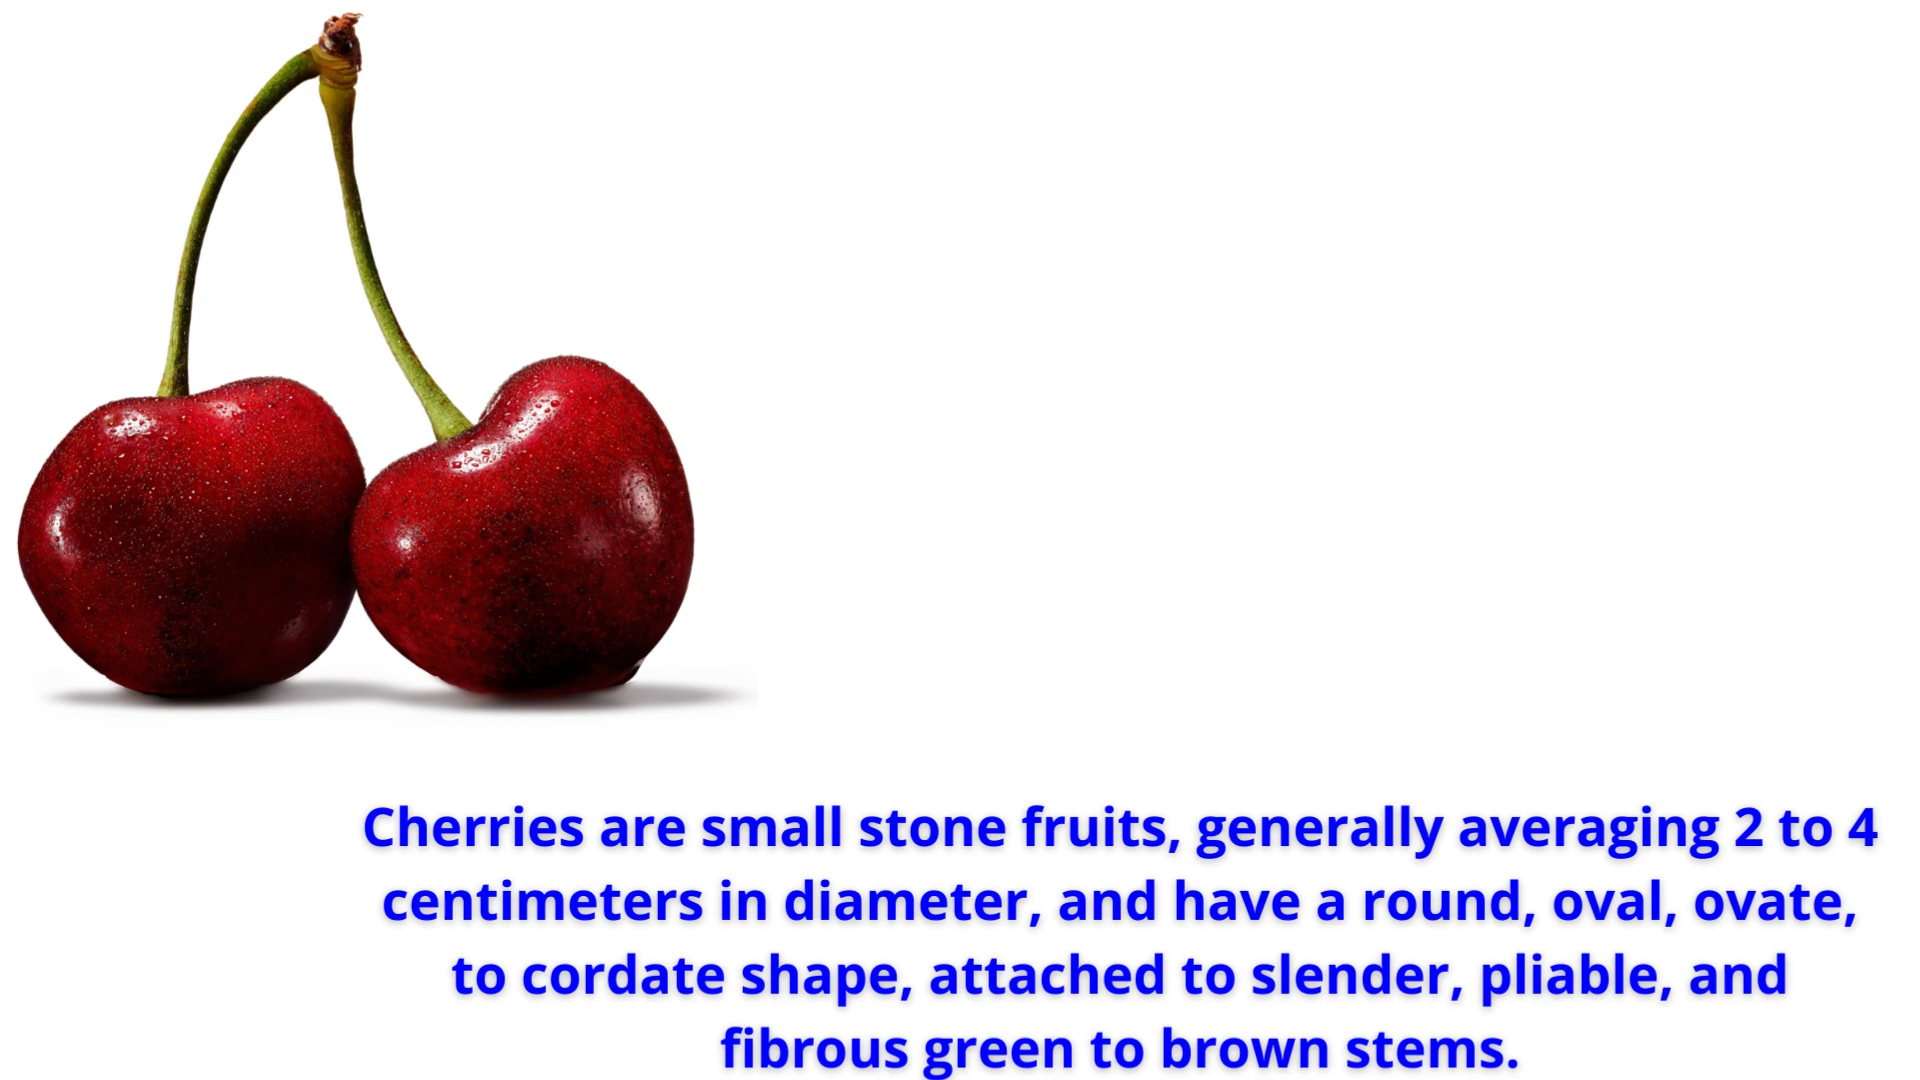 Cherries are small stone fruits, generally averaging 2 to 4
centimeters in diameter, and have a round, oval, ovate,
to cordate shape, attached to slender, pliable, and
fibrous green to brown stems.